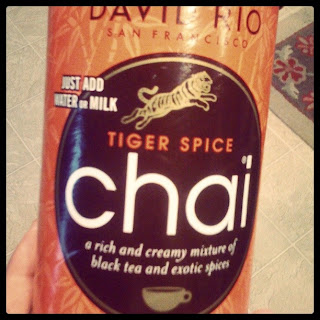 DAVID RIO
SAN FRANCISCO
JUST ADD
WATER OR MILK
TIGER SPICE
chai
a rich and creamy mixture of
black tea and exotic spices